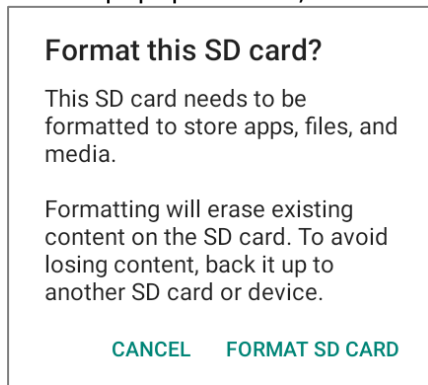 Format this SD card?
This SD card needs to be
formatted to store apps, files, and
media.
Formatting will erase existing
content on the SD card. To avoid
losing content, back it up to
another SD card or device.
CANCEL FORMAT SD CARD